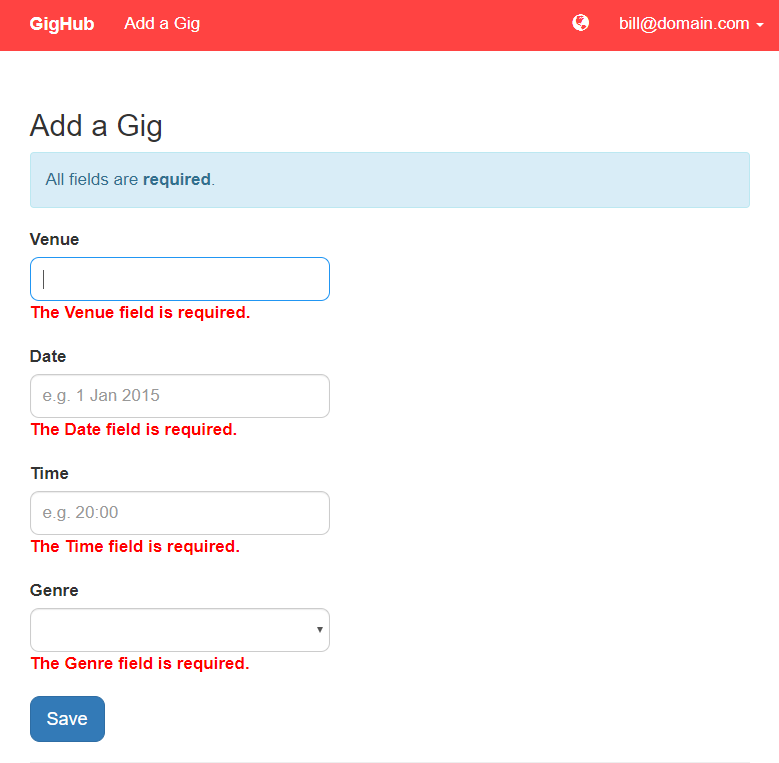 GigHub Add a Gig bill@domain.com
Add a Gig
All fields are required.
Venue
The Venue field is required.
Date
e.g. 1 Jan 2015
The Date field is required.
Time
e.g. 20:00
The Time field is required.
Genre
The Genre field is required.
Save